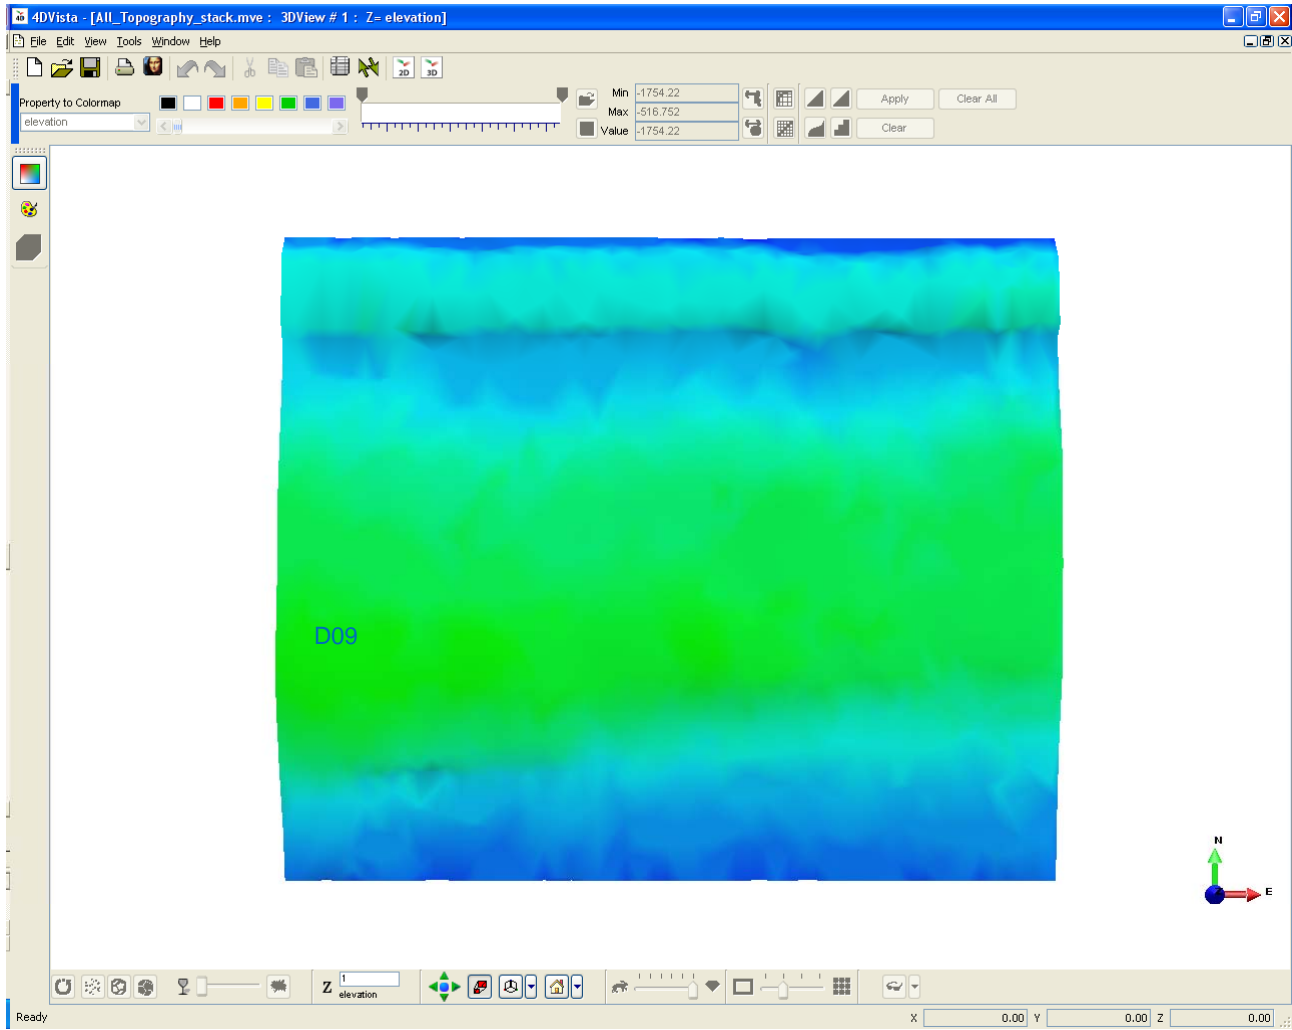 4DVista - [All_Topography_stack.mve :  3DView # 1 :  Z= elevation]
File Edit View Tools Window Help
2D 3D
Property to Colormap
elevation
Min -1754.22
Max -516.752
Value -1754.22
Apply Clear All
Clear
D09
N
E
Z 1
elevation
Ready
X 0.00 Y 0.00 Z 0.00